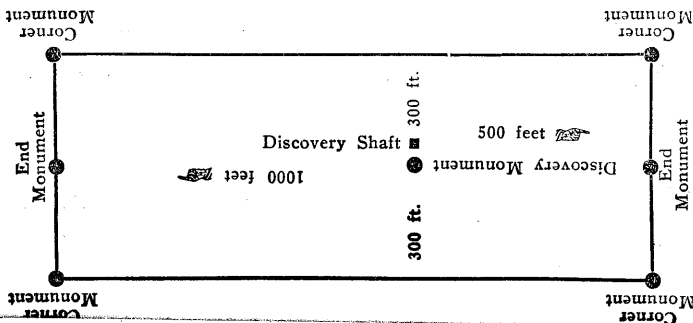 Corner
Monument
Corner
Monument
300 ft.
500 feet
Discovery Shaft
Discovery Monument
1000 feet
End
Monument
End
Monument
300 ft.
Corner
Monument
Corner
Monument